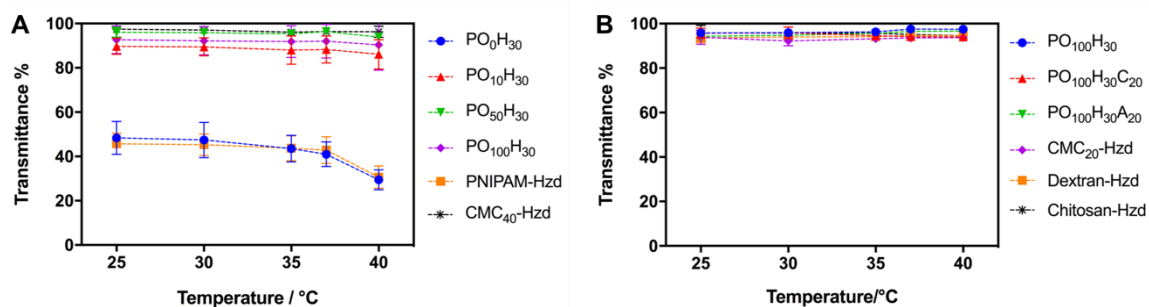 A
Transmittance %
100
80
60
40
20
0
25
30
35
40
Temperature / °C
PO₀H₃₀
PO₁₀H₃₀
PO₅₀H₃₀
PO₁₀₀H₃₀
PNIPAM-Hzd
CMC₄₀-Hzd
B
Transmittance %
100
80
60
40
20
0
25
30
35
40
Temperature/°C
PO₁₀₀H₃₀
PO₁₀₀H₃₀C₂₀
PO₁₀₀H₃₀A₂₀
CMC₂₀-Hzd
Dextran-Hzd
Chitosan-Hzd